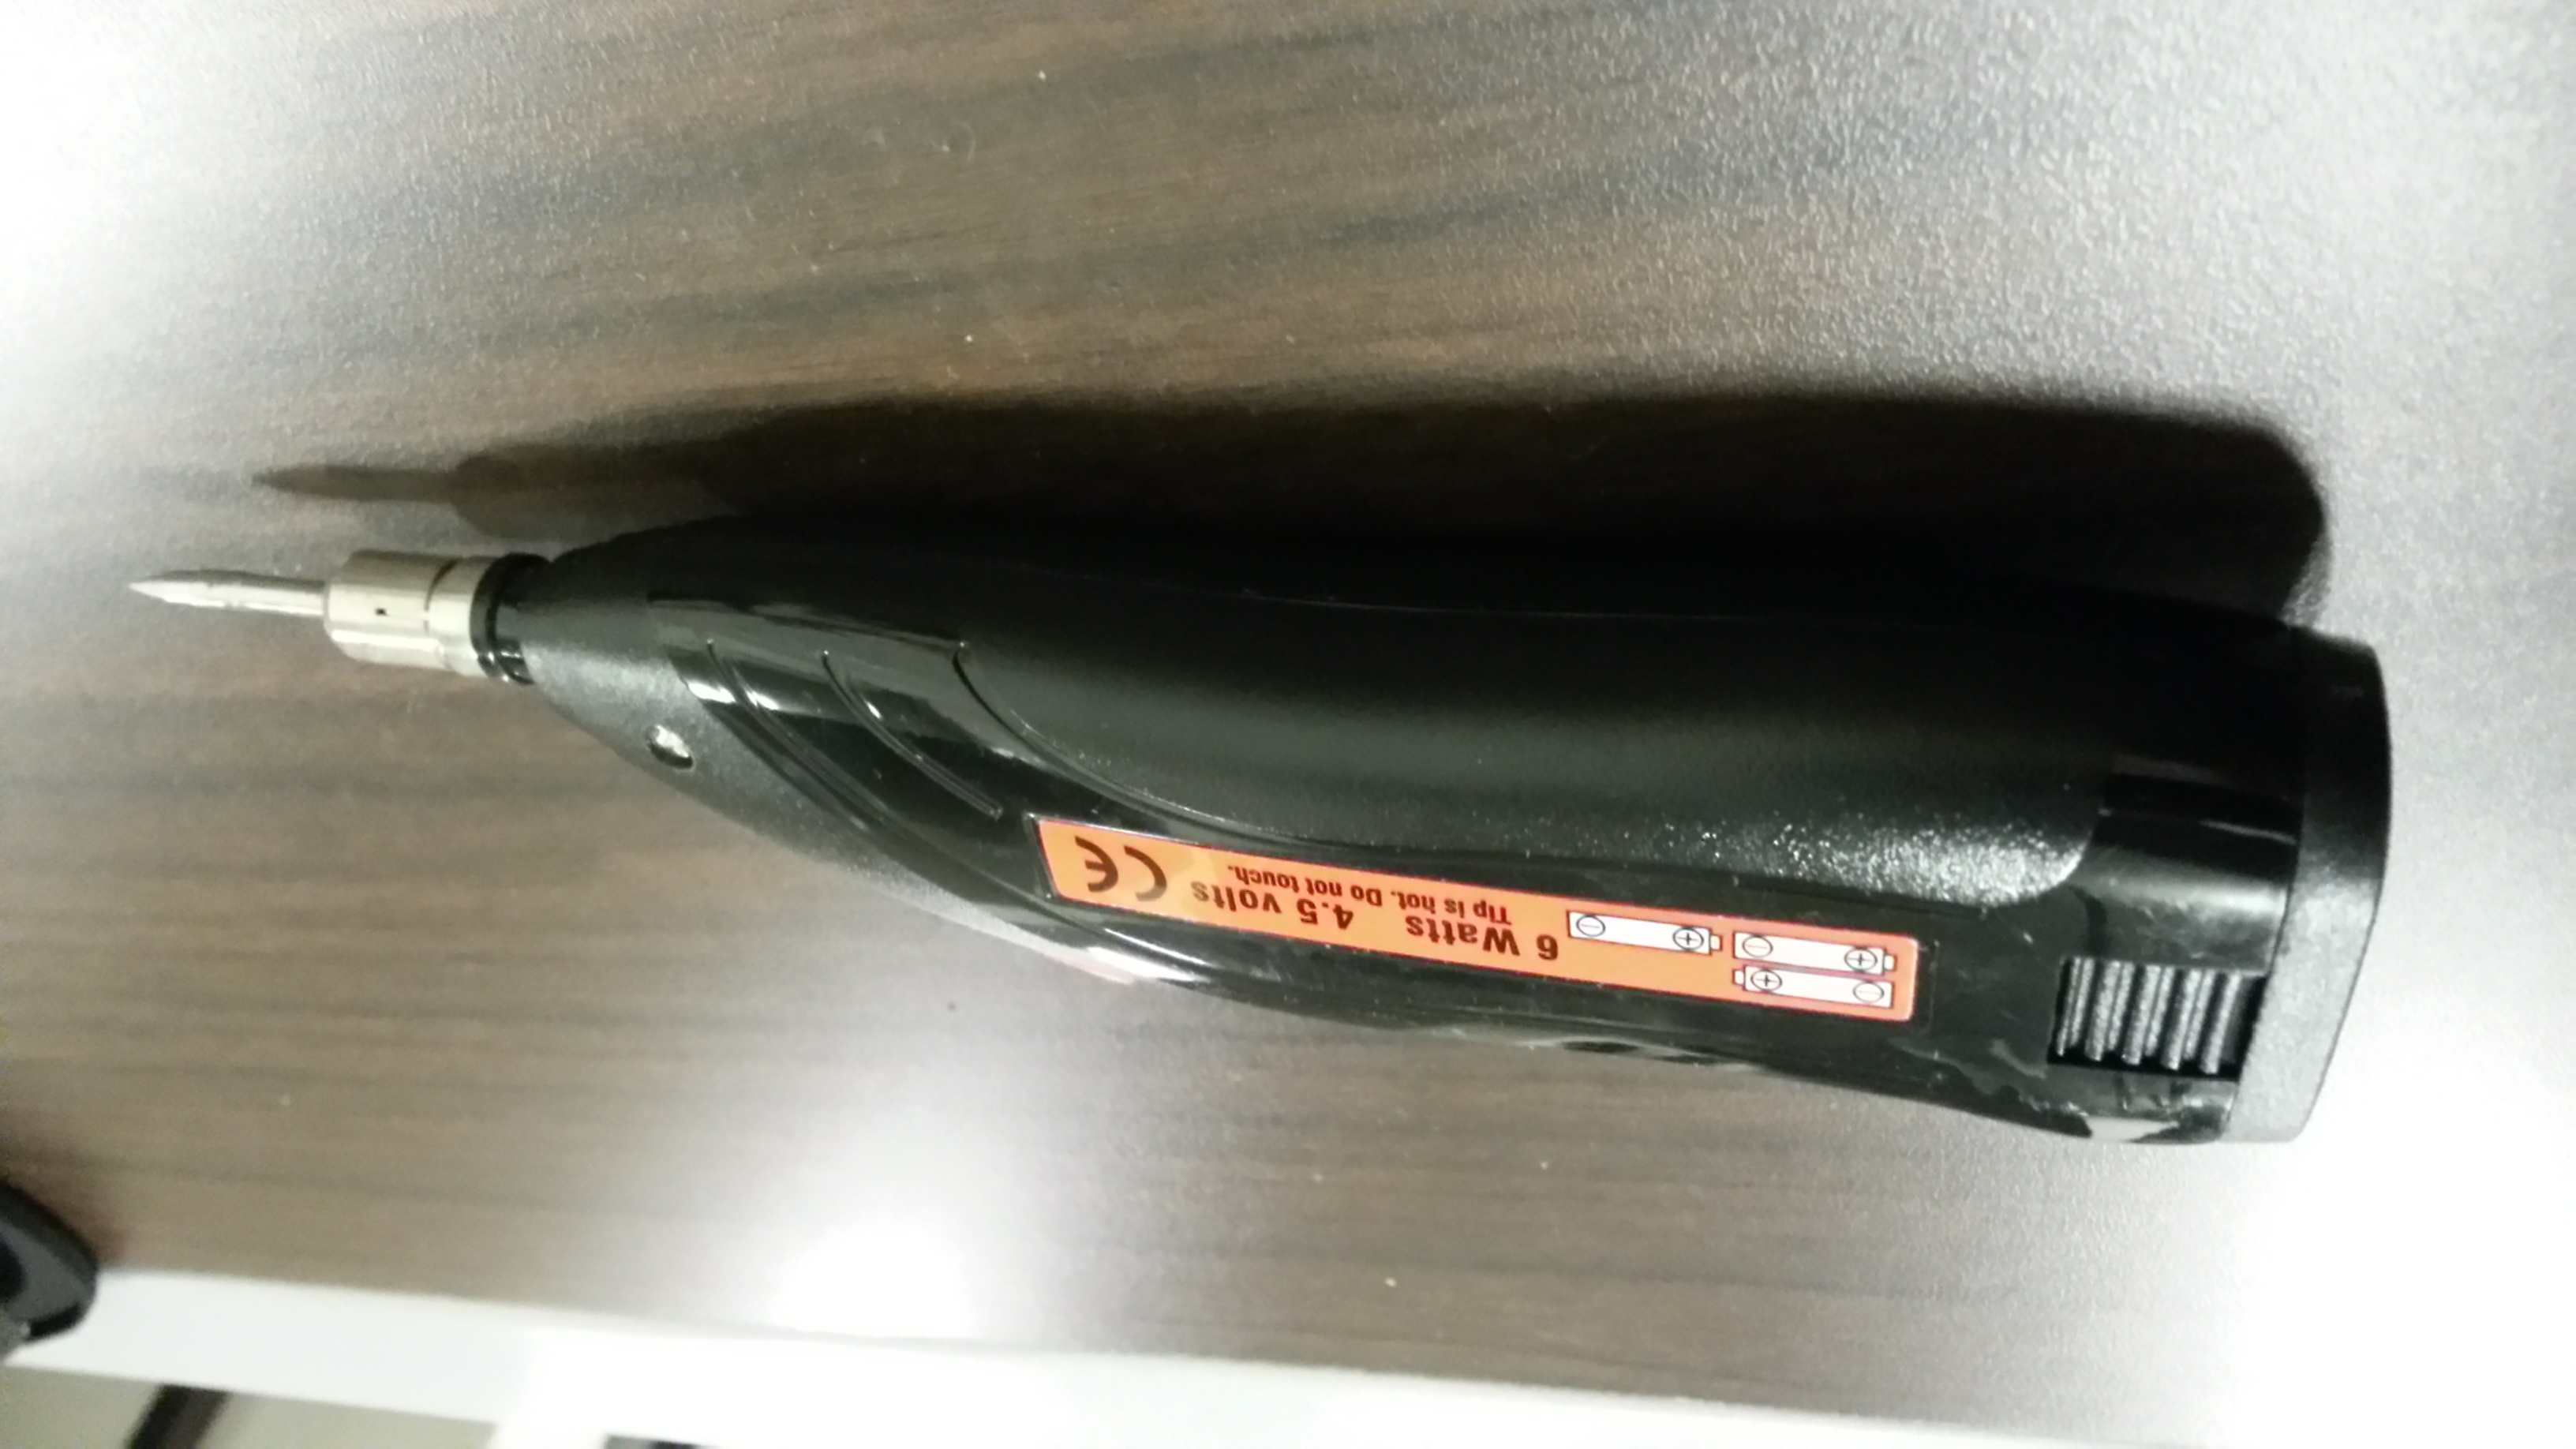 6 Watts 4.5 volts
Tip is hot. Do not touch.
CE